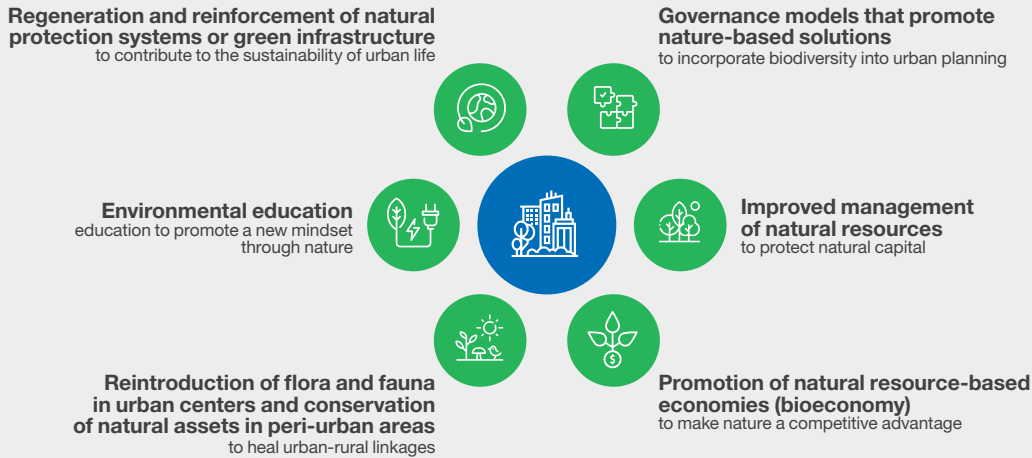 Regeneration and reinforcement of natural
protection systems or green infrastructure
to contribute to the sustainability of urban life
Governance models that promote
nature-based solutions
to incorporate biodiversity into urban planning
Environmental education
education to promote a new mindset
through nature
Improved management
of natural resources
to protect natural capital
Reintroduction of flora and fauna
in urban centers and conservation
of natural assets in peri-urban areas
to heal urban-rural linkages
Promotion of natural resource-based
economies (bioeconomy)
to make nature a competitive advantage
$